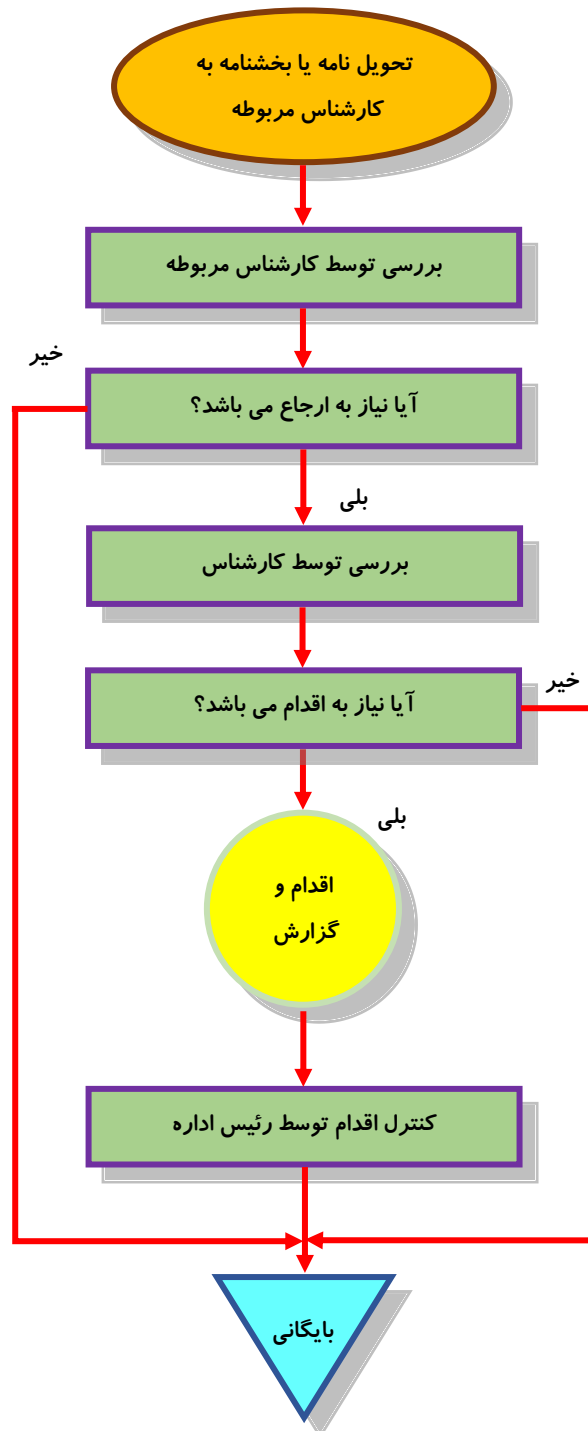 تحویل نامه یا بخشنامه به
کارشناس مربوطه
بررسی توسط کارشناس مربوطه
خیر
آیا نیاز به ارجاع می باشد؟
بلی
بررسی توسط کارشناس
خیر
آیا نیاز به اقدام می باشد؟
بلی
اقدام و
گزارش
کنترل اقدام توسط رئیس اداره
بایگانی